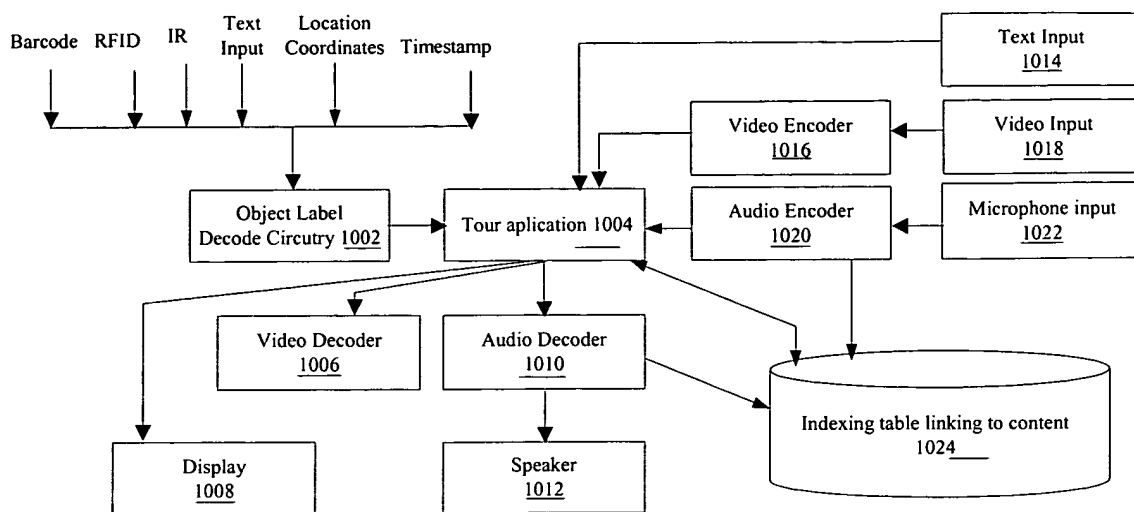 Barcode
RFID
IR
Text
Input
Location
Coordinates
Timestamp
Text Input
1014
Video Encoder
1016
Video Input
1018
Object Label
Decode Circutry 1002
Tour aplication 1004
Audio Encoder
1020
Microphone input
1022
Video Decoder
1006
Audio Decoder
1010
Indexing table linking to content
1024
Display
1008
Speaker
1012